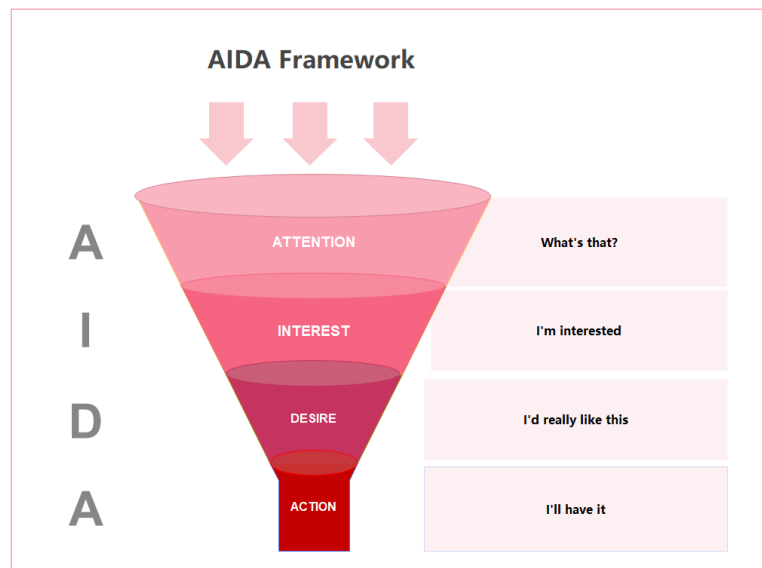 AIDA Framework
A
ATTENTION
What's that?
I
INTEREST
I'm interested
D
DESIRE
I'd really like this
A
ACTION
I'll have it